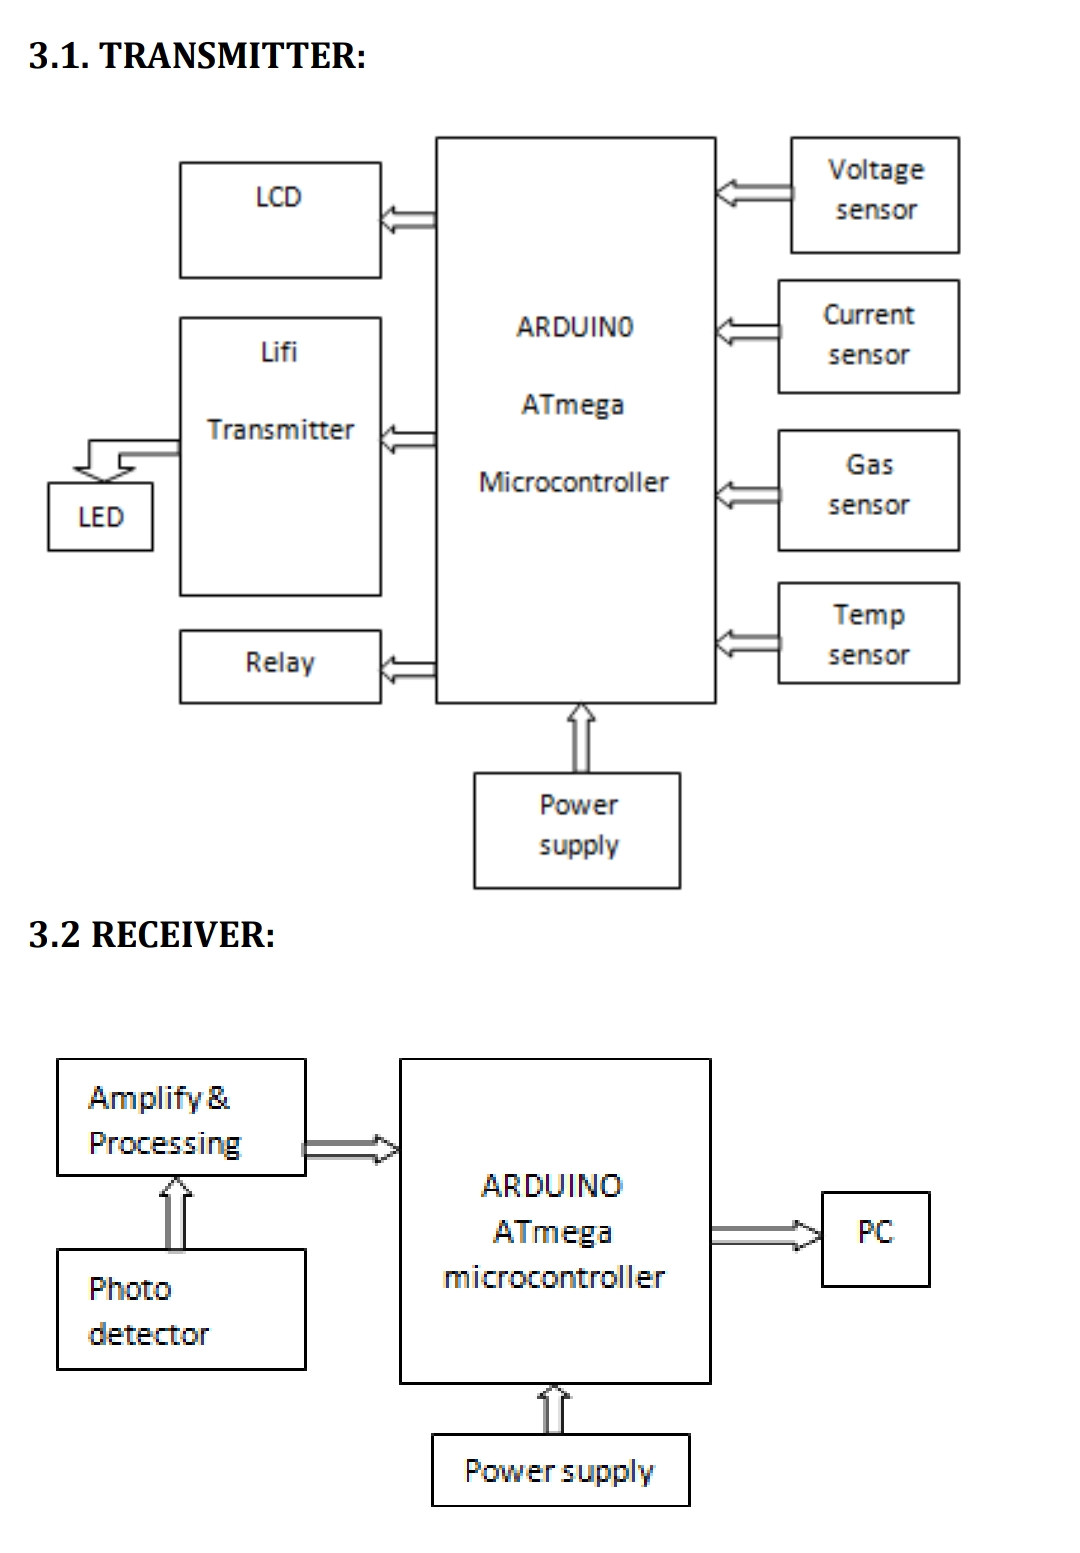 3.1. TRANSMITTER:
LCD
Lifi
Transmitter
LED
Relay
ARDUIN0
ATmega
Microcontroller
Voltage
sensor
Current
sensor
Gas
sensor
Temp
sensor
Power
supply
3.2 RECEIVER:
Amplify &
Processing
Photo
detector
ARDUINO
ATmega
microcontroller
PC
Power supply